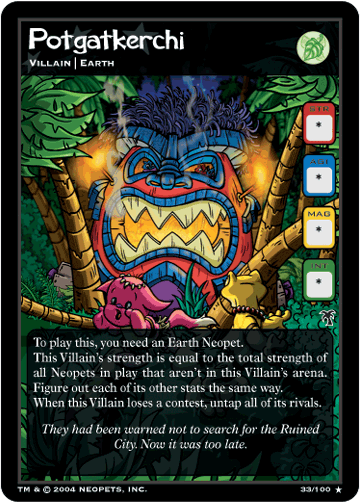 Potgatkerchi
VILLAIN | EARTH
STR
*
AGI
*
MAG
*
INT
*
To play this, you need an Earth Neopet.
This Villain's strength is equal to the total strength of
all Neopets in play that aren't in this Villain's arena.
Figure out each of its other stats the same way.
When this Villain loses a contest, untap all of its rivals.
They had been warned not to search for the Ruined
City. Now it was too late.
TM & © 2004 NEOPETS, INC.
33/100 ★